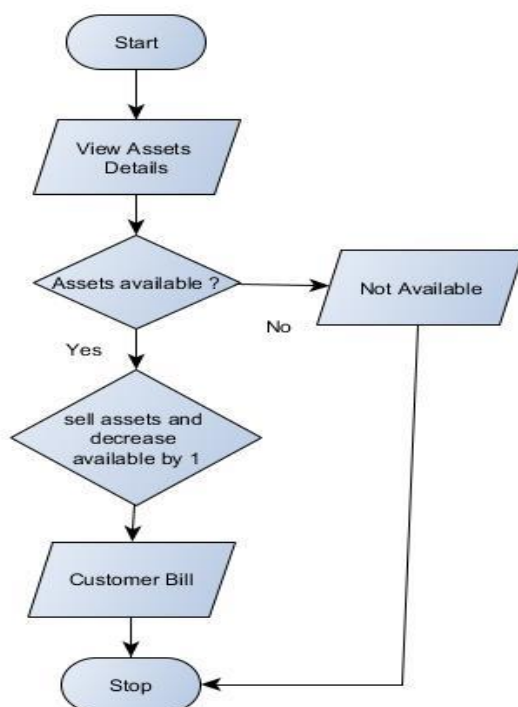 Start
View Assets
Details
Assets available ?
Not Available
No
Yes
sell assets and
decrease
available by 1
Customer Bill
Stop